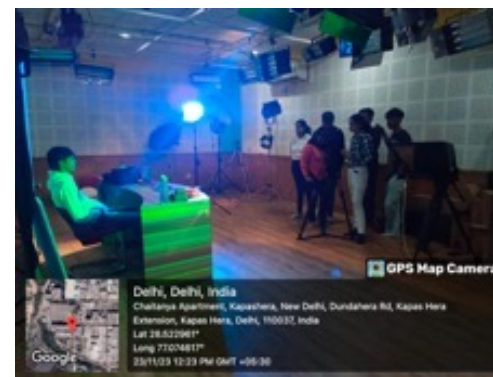 GPS Map Camera
Delhi, Delhi, India
Chaitanya Apartment, Kapashera, New Delhi, Dundahera Rd, Kapas Hera
Extension, Kapas Hera, Delhi, 110037, India
Lat 28.522961°
Long 77.074817°
23/11/23 12:23 PM GMT +05:30
Google